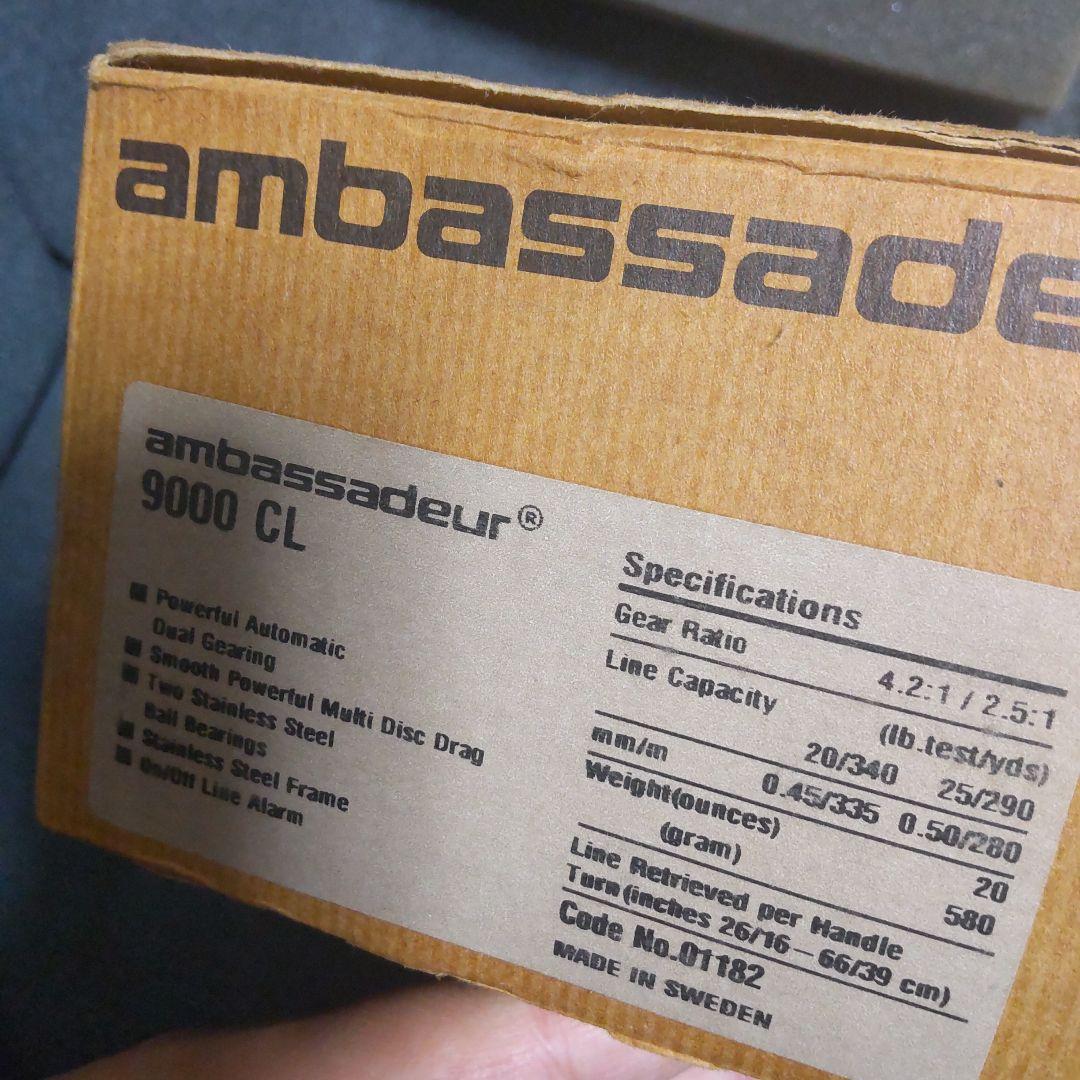 ambassade
ambassadeur®
9000 CL
■ Powerful Automatic
Dual Gearing
■ Smooth Powerful Multi Disc Drag
■ Two Stainless Steel
Ball Bearings
■ Stainless Steel Frame
■ On/Off Line Alarm
Specifications
Gear Ratio 4.2:1 / 2.5:1
Line Capacity (lb.test/yds)
20/340 25/290
mm/m 0.45/335 0.50/280
Weight(ounces) 20
(gram) 580
Line Retrieved per Handle
Turn (inches 26/16 – 66/39 cm)
Code No.01182
MADE IN SWEDEN